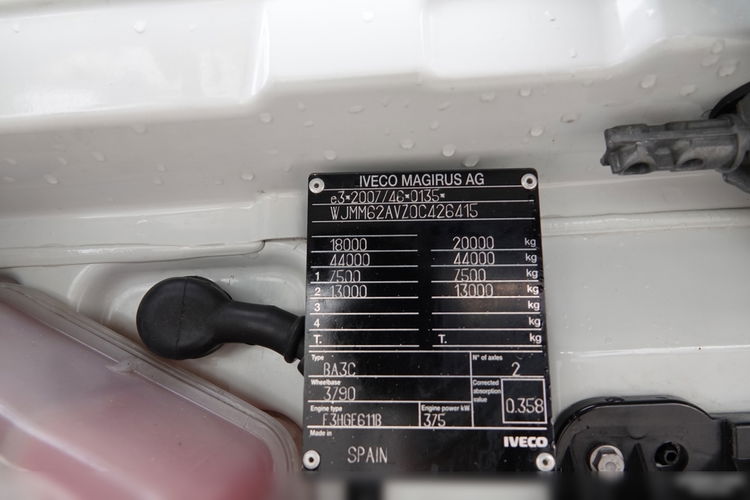 IVECO MAGIRUS AG
e3*2007/46*0135*
WJMM62AVZ0C426415
18000 20000 kg
44000 44000 kg
1 7500 7500 kg
2 13000 13000 kg
3 kg
4 kg
T. T. kg
Type BA3C N° of axles 2
Wheelbase 3790 Corrected absorption value 0.358
Engine type F3HGE611B Engine power kW 375
Made in SPAIN IVECO